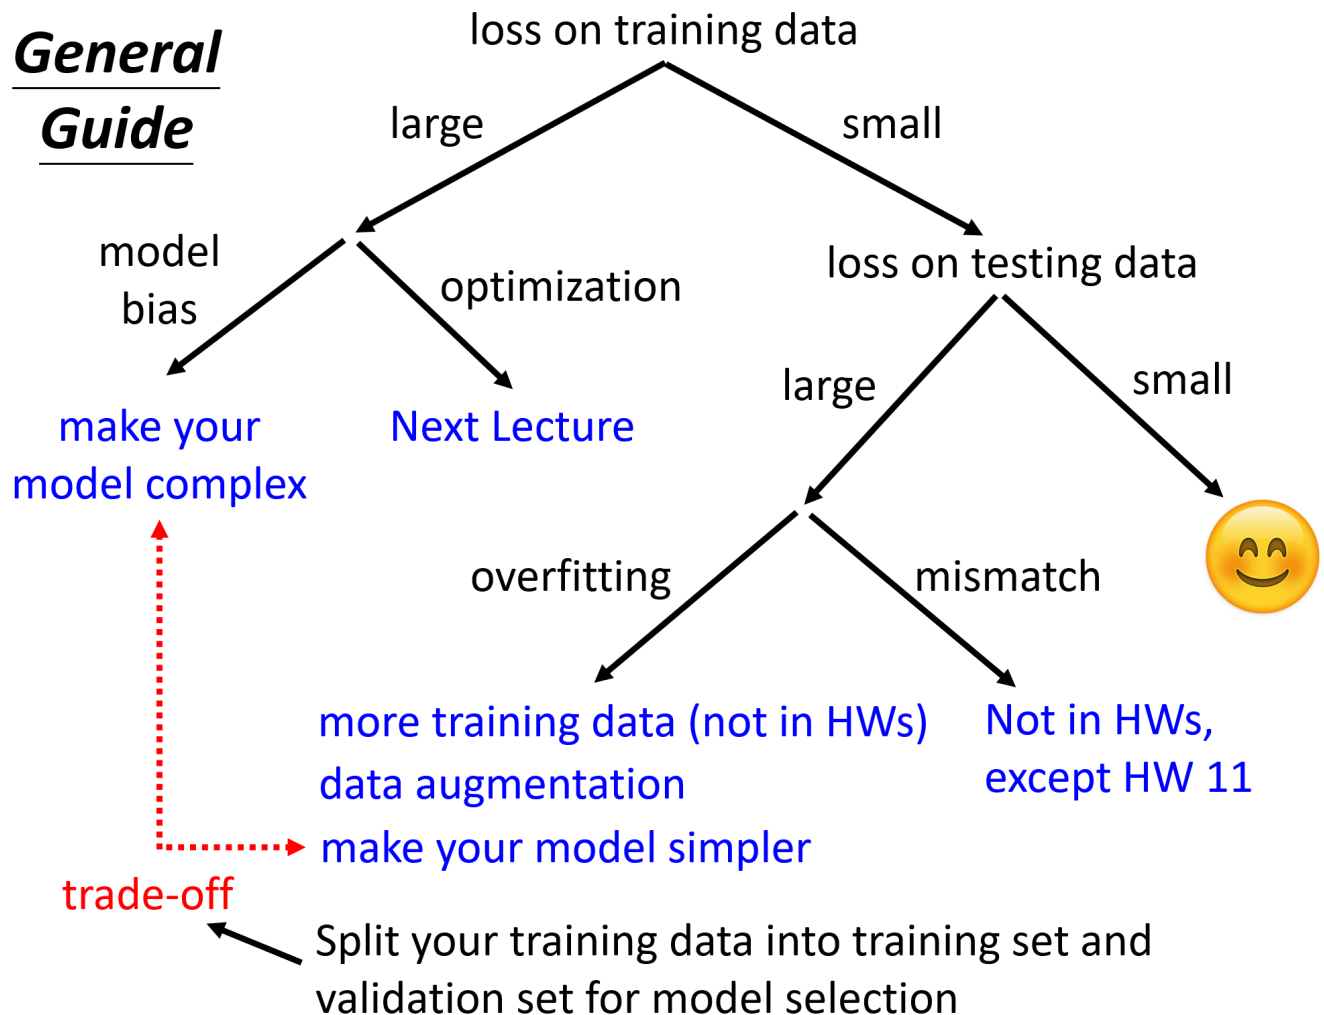 General
Guide
loss on training data
large
small
model
bias
optimization
loss on testing data
make your
model complex
Next Lecture
large
small
overfitting
mismatch
more training data (not in HWs)
data augmentation
make your model simpler
Not in HWs,
except HW 11
trade-off
Split your training data into training set and
validation set for model selection